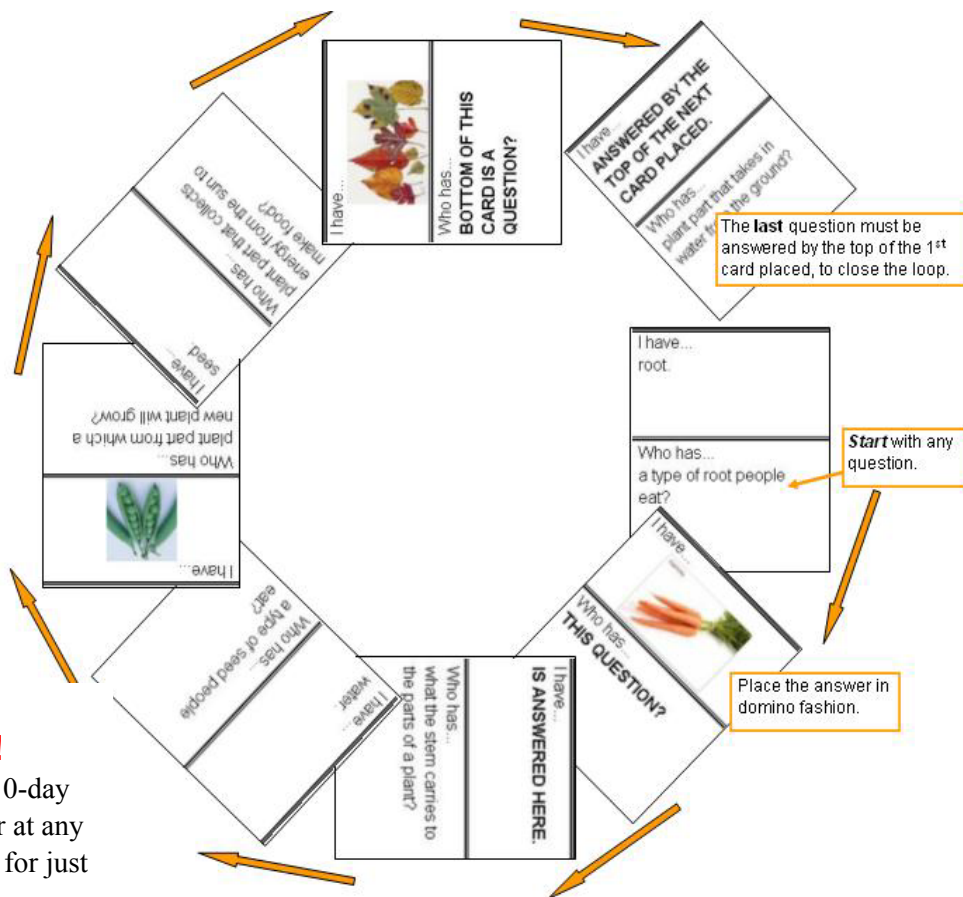 I have...
Who has...
BOTTOM OF THIS
CARD IS A
QUESTION?
I have...
ANSWERED BY THE
TOP OF THE NEXT
CARD PLACED.
Who has...
plant part that takes in
water from the ground?
The last question must be
answered by the top of the 1st
card placed, to close the loop.
I have...
root.
Who has...
a type of root people
eat?
Start with any
question.
I have...
Who has...
THIS QUESTION?
Place the answer in
domino fashion.
I have...
IS ANSWERED HERE.
Who has...
what the stem carries to
the parts of a plant?
I have...
water.
Who has...
a type of seed people
eat?
I have...
Who has...
plant part from which a
new plant will grow?
I have...
seed.
Who has...
plant part that collects
energy from the sun to
make food?
!
0-day
r at any
for just